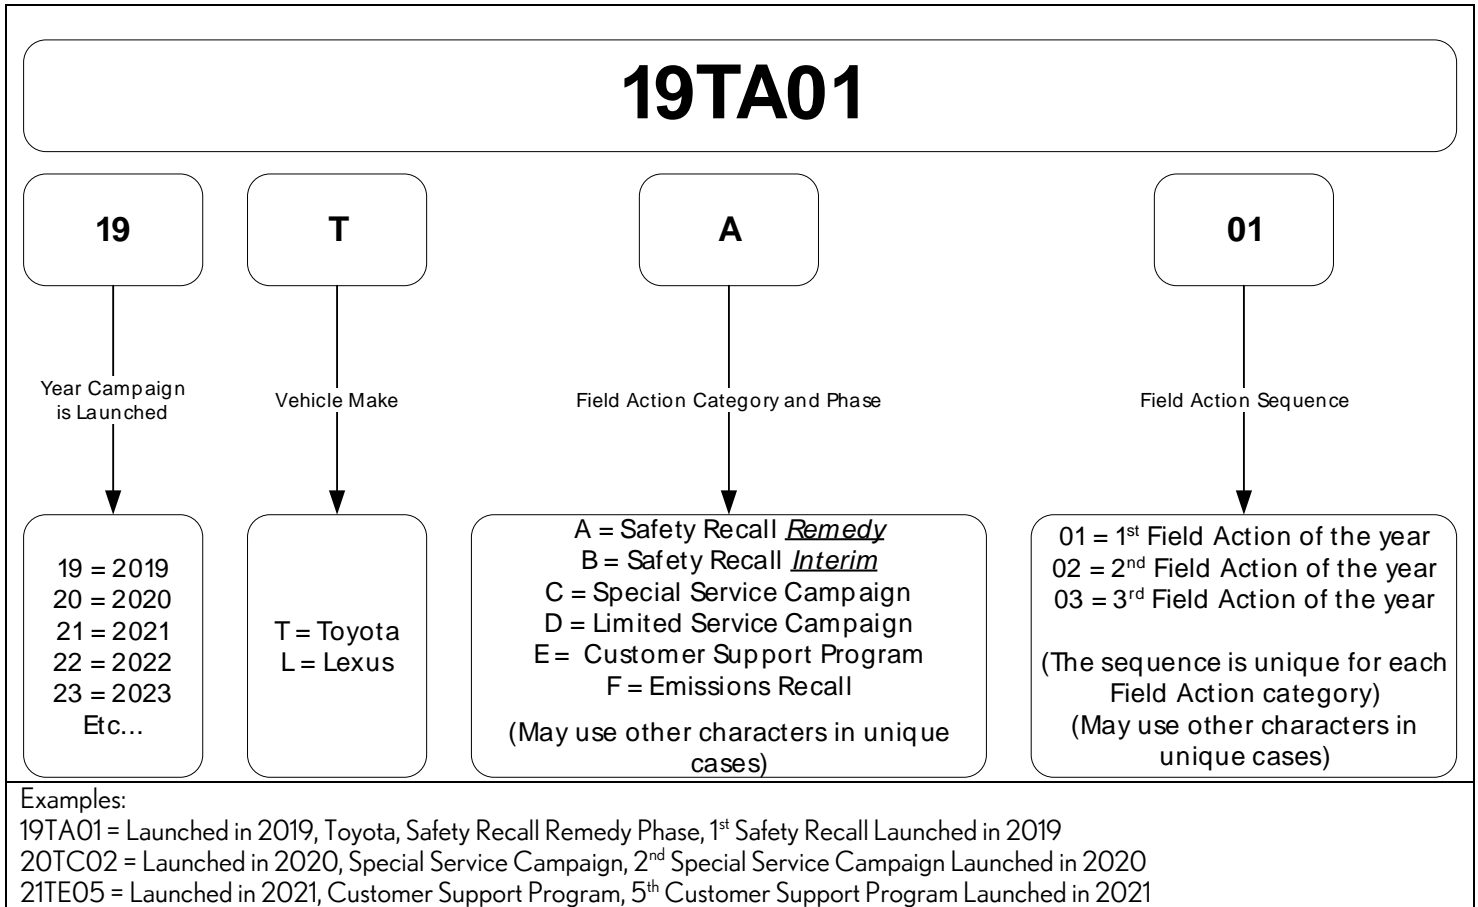 19TA01
19
T
A
01
Year Campaign
is Launched
Vehicle Make
Field Action Category and Phase
Field Action Sequence
19 = 2019
20 = 2020
21 = 2021
22 = 2022
23 = 2023
Etc...
T = Toyota
L = Lexus
A = Safety Recall Remedy
B = Safety Recall Interim
C = Special Service Campaign
D = Limited Service Campaign
E = Customer Support Program
F = Emissions Recall
(May use other characters in unique
cases)
01 = 1st Field Action of the year
02 = 2nd Field Action of the year
03 = 3rd Field Action of the year
(The sequence is unique for each
Field Action category)
(May use other characters in
unique cases)
Examples:
19TA01 = Launched in 2019, Toyota, Safety Recall Remedy Phase, 1st Safety Recall Launched in 2019
20TC02 = Launched in 2020, Special Service Campaign, 2nd Special Service Campaign Launched in 2020
21TE05 = Launched in 2021, Customer Support Program, 5th Customer Support Program Launched in 2021